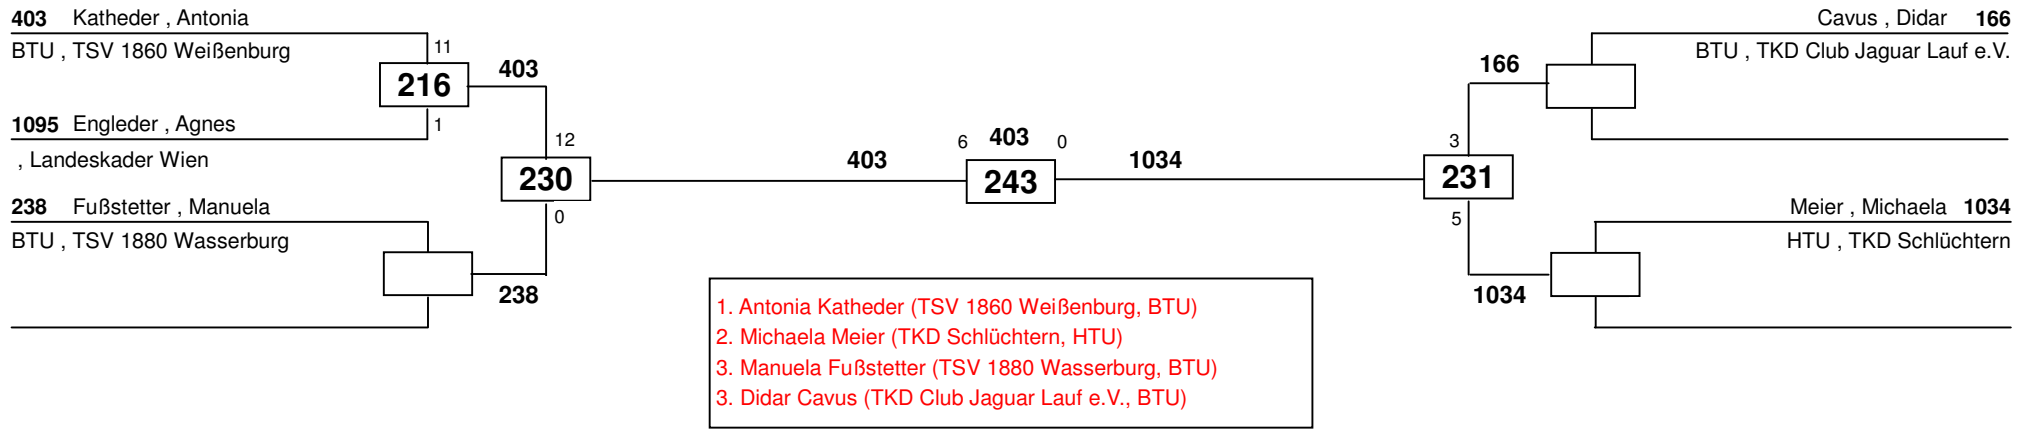 403 Katheder , Antonia
BTU , TSV 1860 Weißenburg
11
216
403
1
1095 Engleder , Agnes
, Landeskader Wien
12
230
0
238 Fußstetter , Manuela
BTU , TSV 1880 Wasserburg
238
403
6 403 0
243
1034
Cavus , Didar 166
BTU , TKD Club Jaguar Lauf e.V.
166
3
231
5
Meier , Michaela 1034
HTU , TKD Schlüchtern
1034
1. Antonia Katheder (TSV 1860 Weißenburg, BTU)
2. Michaela Meier (TKD Schlüchtern, HTU)
3. Manuela Fußstetter (TSV 1880 Wasserburg, BTU)
3. Didar Cavus (TKD Club Jaguar Lauf e.V., BTU)